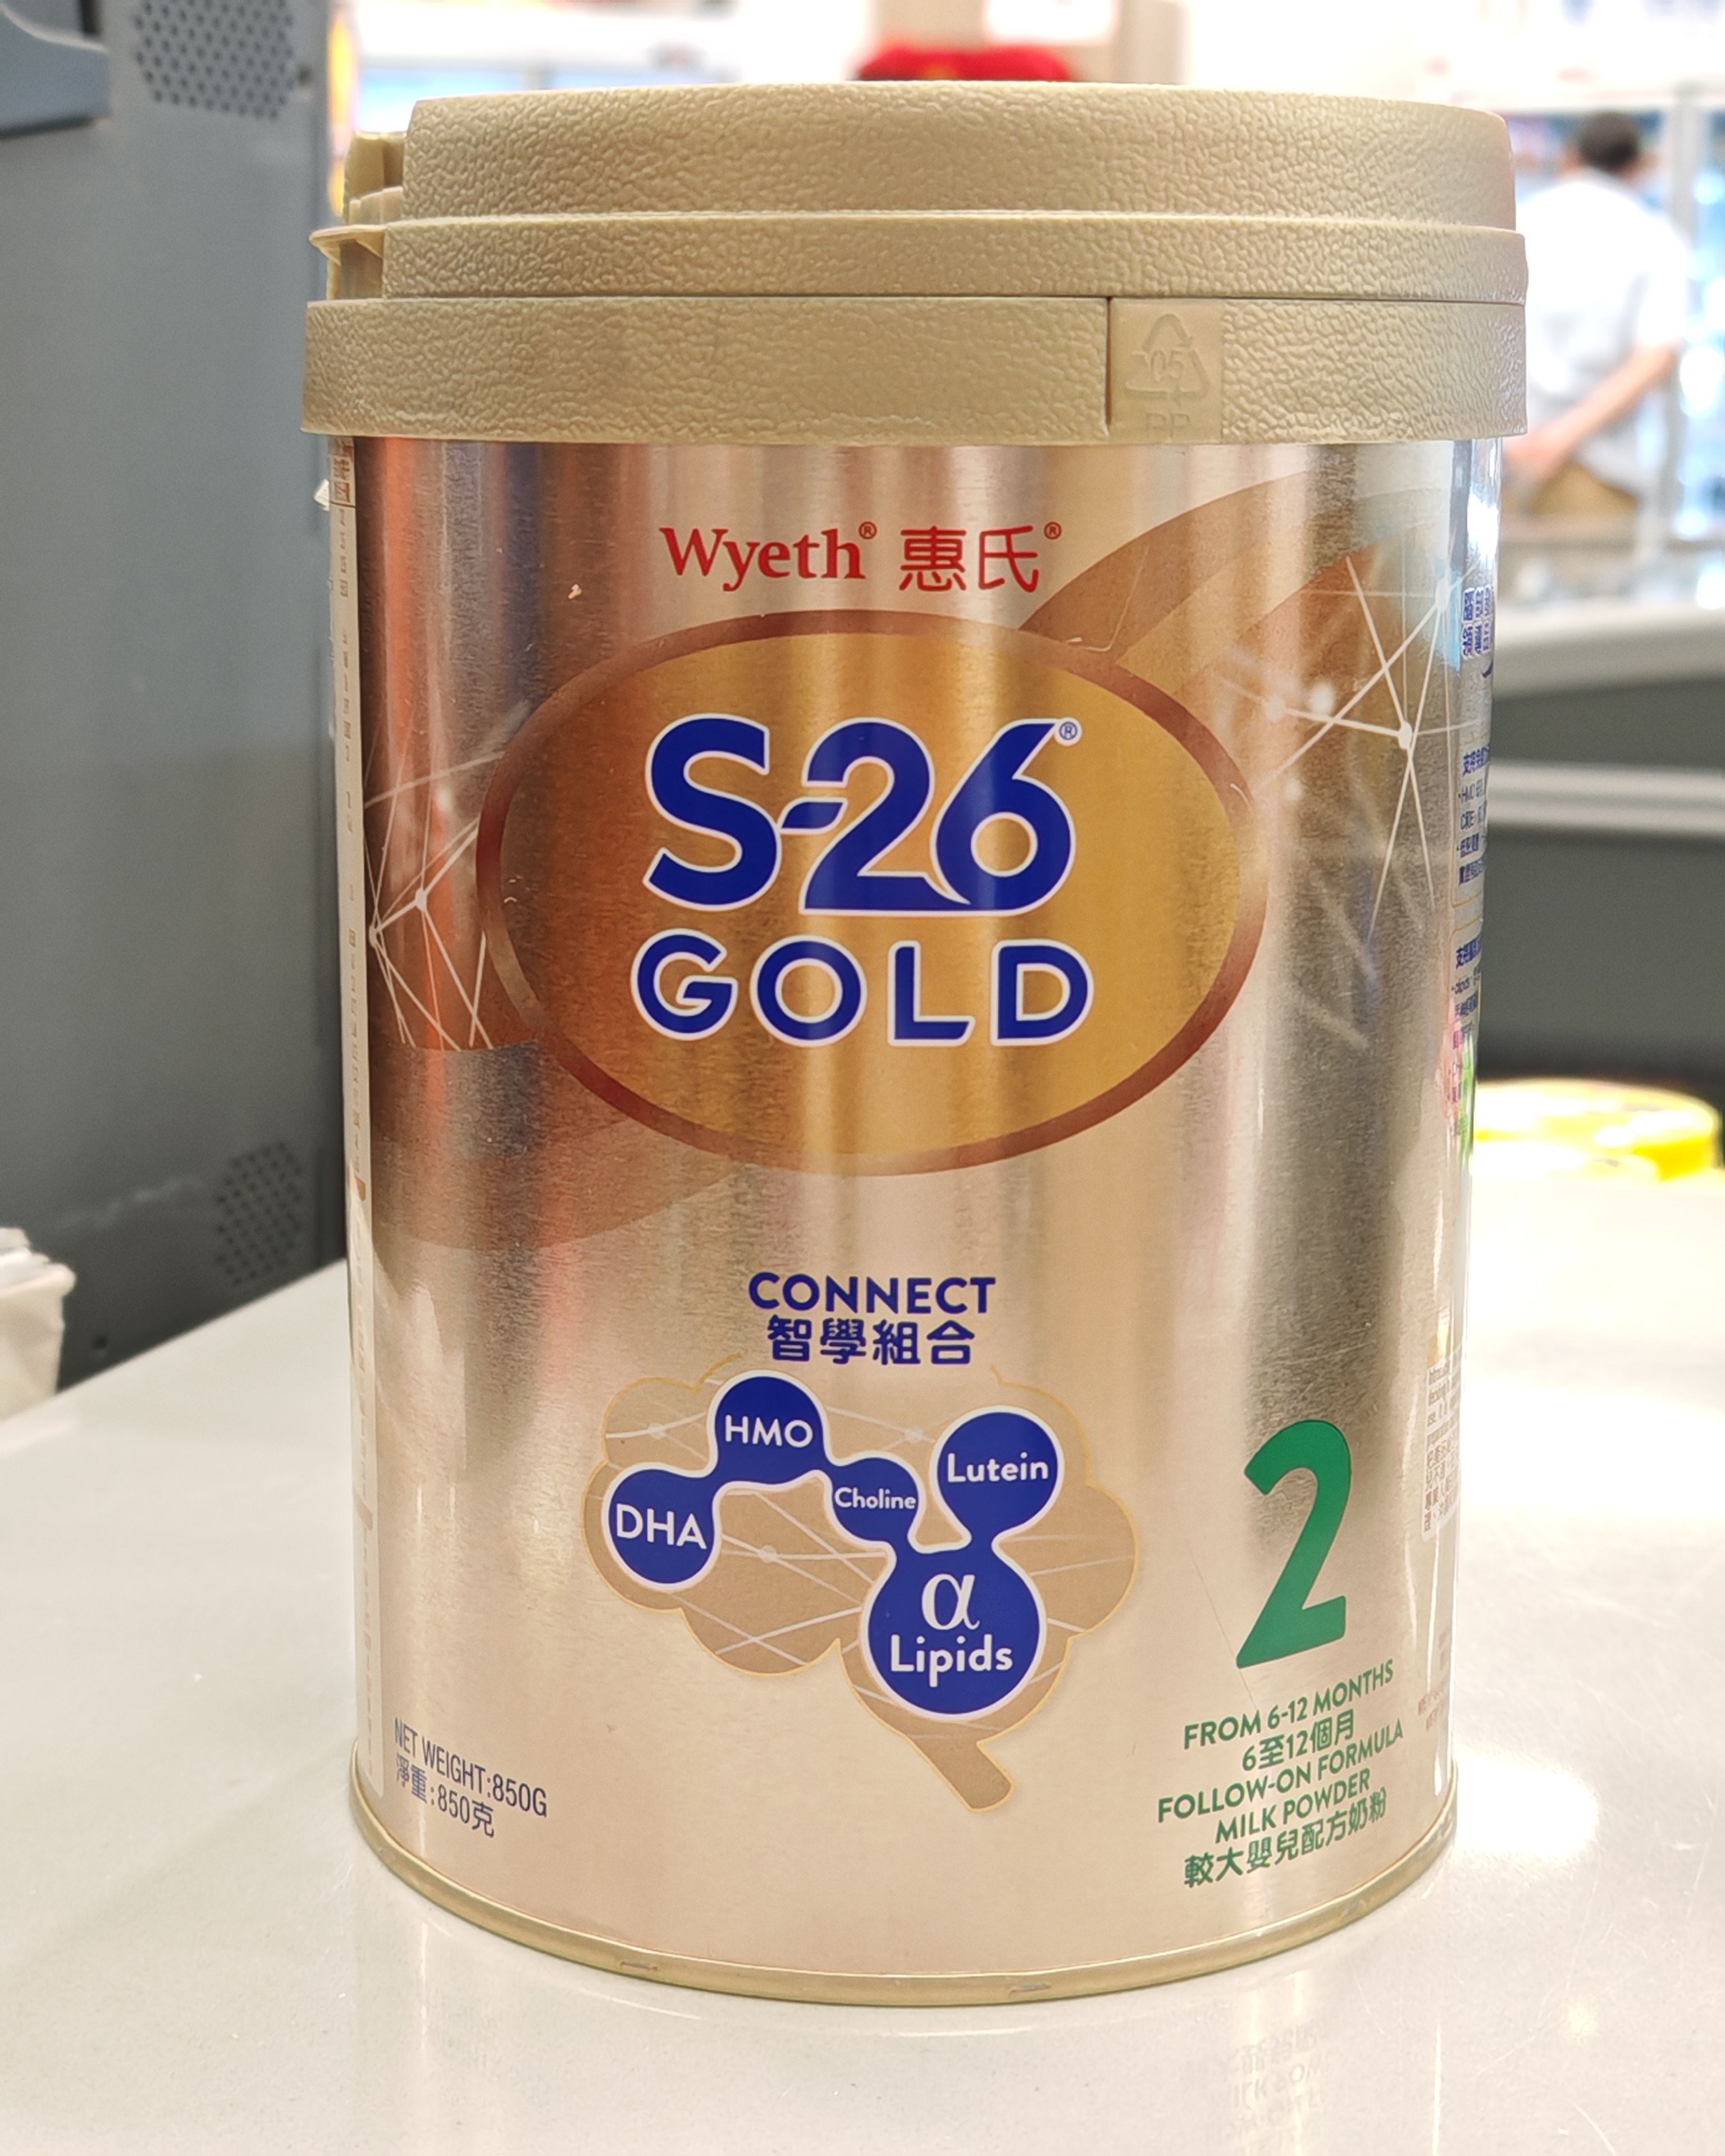 05
PP
Wyeth® 惠氏®
S-26®
GOLD
CONNECT
智學組合
HMO
Lutein
Choline
DHA
α
Lipids
2
FROM 6-12 MONTHS
6至12個月
FOLLOW-ON FORMULA
MILK POWDER
較大嬰兒配方奶粉
NET WEIGHT:850G
淨重:850克